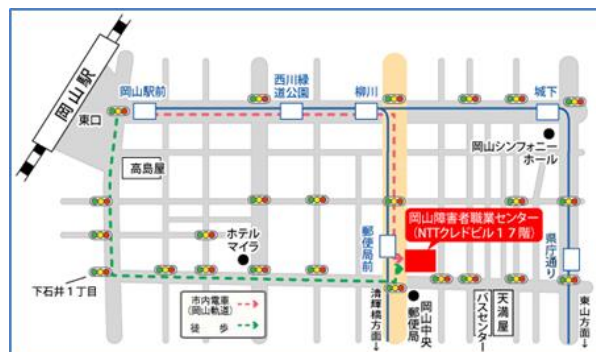 岡山駅
東口
岡山駅前
西川緑
道公園
柳川
城下
岡山シンフォニー
ホール
高島屋
岡山障害者職業センター
(NTTクレドビル17階)
ホテル
マイラ
郵便局前
県庁通り
下石井1丁目
市内電車
(岡山軌道)
徒 歩
清輝橋方面→
岡山中央
郵便局
天満屋
バスセンター
東山方面→